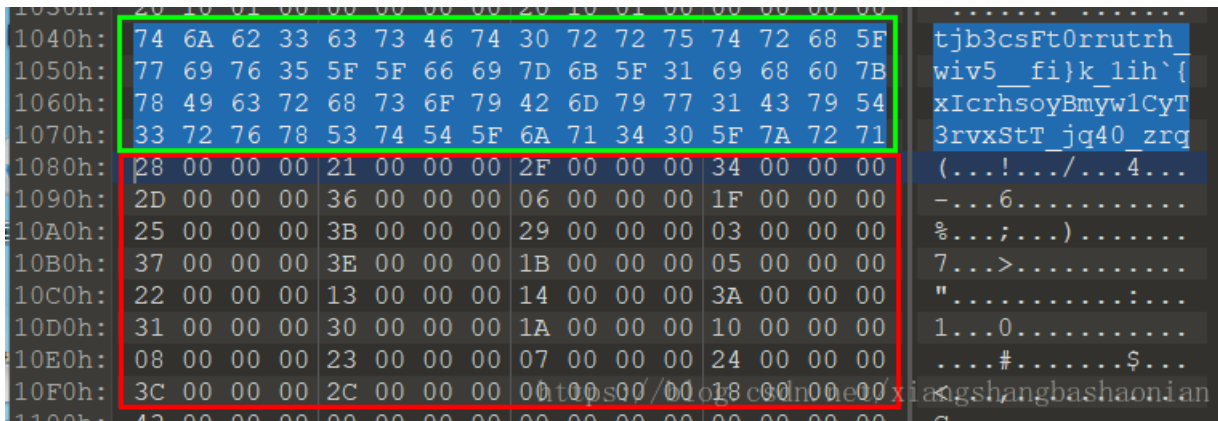 1040h: 74 6A 62 33 63 73 46 74 30 72 72 75 74 72 68 5F tjb3csFt0rrutrh_
1050h: 77 69 76 35 5F 5F 66 69 7D 6B 5F 31 69 68 60 7B wiv5__fi}k_1ih`{
1060h: 78 49 63 72 68 73 6F 79 42 6D 79 77 31 43 79 54 xIcrhsoyBmyw1CyT
1070h: 33 72 76 78 53 74 54 5F 6A 71 34 30 5F 7A 72 71 3rvxStT_jq40_zrq
1080h: 28 00 00 00 21 00 00 00 2F 00 00 00 34 00 00 00 (...!.../...4...
1090h: 2D 00 00 00 36 00 00 00 06 00 00 00 1F 00 00 00 -...6...........
10A0h: 25 00 00 00 3B 00 00 00 29 00 00 00 03 00 00 00 %...;...).......
10B0h: 37 00 00 00 3E 00 00 00 1B 00 00 00 05 00 00 00 7...>...........
10C0h: 22 00 00 00 13 00 00 00 14 00 00 00 3A 00 00 00 "...........:...
10D0h: 31 00 00 00 30 00 00 00 1A 00 00 00 10 00 00 00 1...0...........
10E0h: 08 00 00 00 23 00 00 00 07 00 00 00 24 00 00 00 ....#.......$...
10F0h: 3C 00 00 00 2C 00 00 00 00 00 00 00 18 00 00 00
https://blog.csdn.net/xiangshangbashaonian